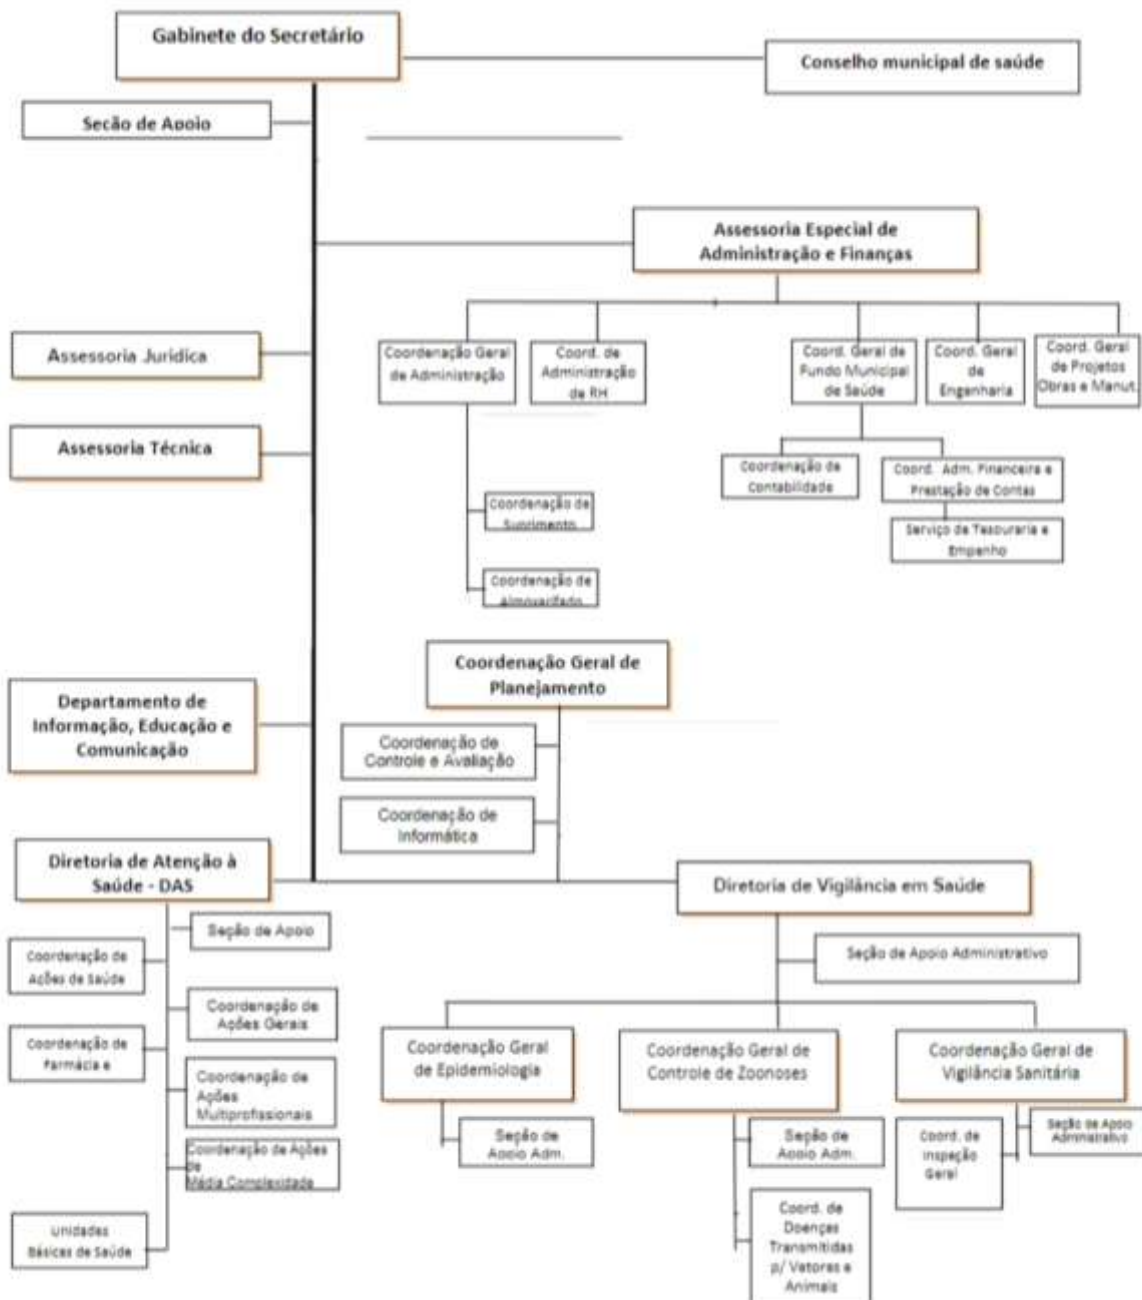 Gabinete do Secretário
Conselho municipal de saúde
Seção de Apoio
Assessoria Especial de
Administração e Finanças
Assessoria Jurídica
Coordenação Geral
de Administração
Coord. de
Administração
de RH
Coord. Geral de
Fundo Municipal
de Saúde
Coord. Geral
de
Engenharia
Coord. Geral
de Projetos
Obras e Manut.
Assessoria Técnica
Coordenação de
Contabilidade
Coord. Adm. Financeira e
Prestação de Contas
Coordenação de
Suprimento
Serviço de Tesouraria e
Empenho
Coordenação de
Almoxarifado
Coordenação Geral de
Planejamento
Departamento de
Informação, Educação e
Comunicação
Coordenação de
Controle e Avaliação
Coordenação de
Informática
Diretoria de Atenção à
Saúde - DAS
Diretoria de Vigilância em Saúde
Seção de Apoio
Coordenação de
Ações de Saúde
Seção de Apoio Administrativo
Coordenação de
Ações Gerais
Coordenação de
Farmácia e
Coordenação Geral
de Epidemiologia
Coordenação Geral de
Controle de Zoonoses
Coordenação Geral de
Vigilância Sanitária
Coordenação de
Ações
Multiprofissionais
Seção de
Apoio Adm.
Seção de
Apoio Adm.
Coord. de
Inspeção
Geral
Seção de Apoio
Administrativo
Coordenação de Ações
de
Média Complexidade
Unidades
Básicas de Saúde
Coord. de
Doenças
Transmitidas
p/ Vetores e
Animais